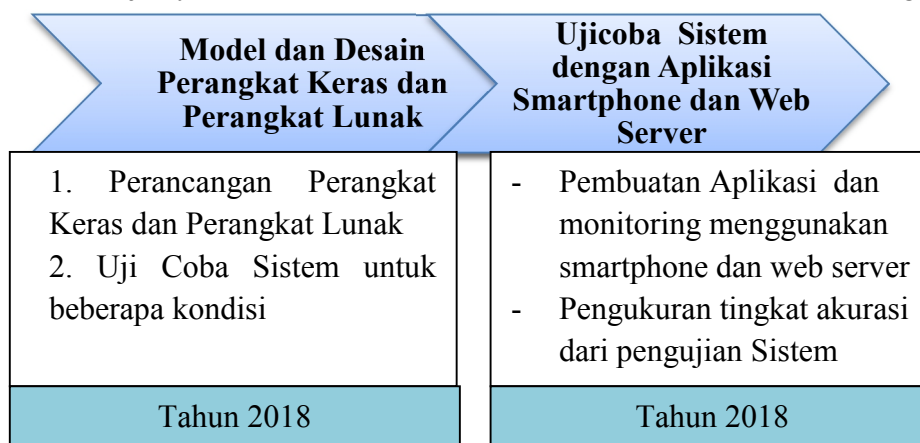 Model dan Desain
Perangkat Keras dan
Perangkat Lunak
Ujicoba Sistem
dengan Aplikasi
Smartphone dan Web
Server
1. Perancangan Perangkat
Keras dan Perangkat Lunak
2. Uji Coba Sistem untuk
beberapa kondisi
- Pembuatan Aplikasi dan
monitoring menggunakan
smartphone dan web server
- Pengukuran tingkat akurasi
dari pengujian Sistem
Tahun 2018
Tahun 2018